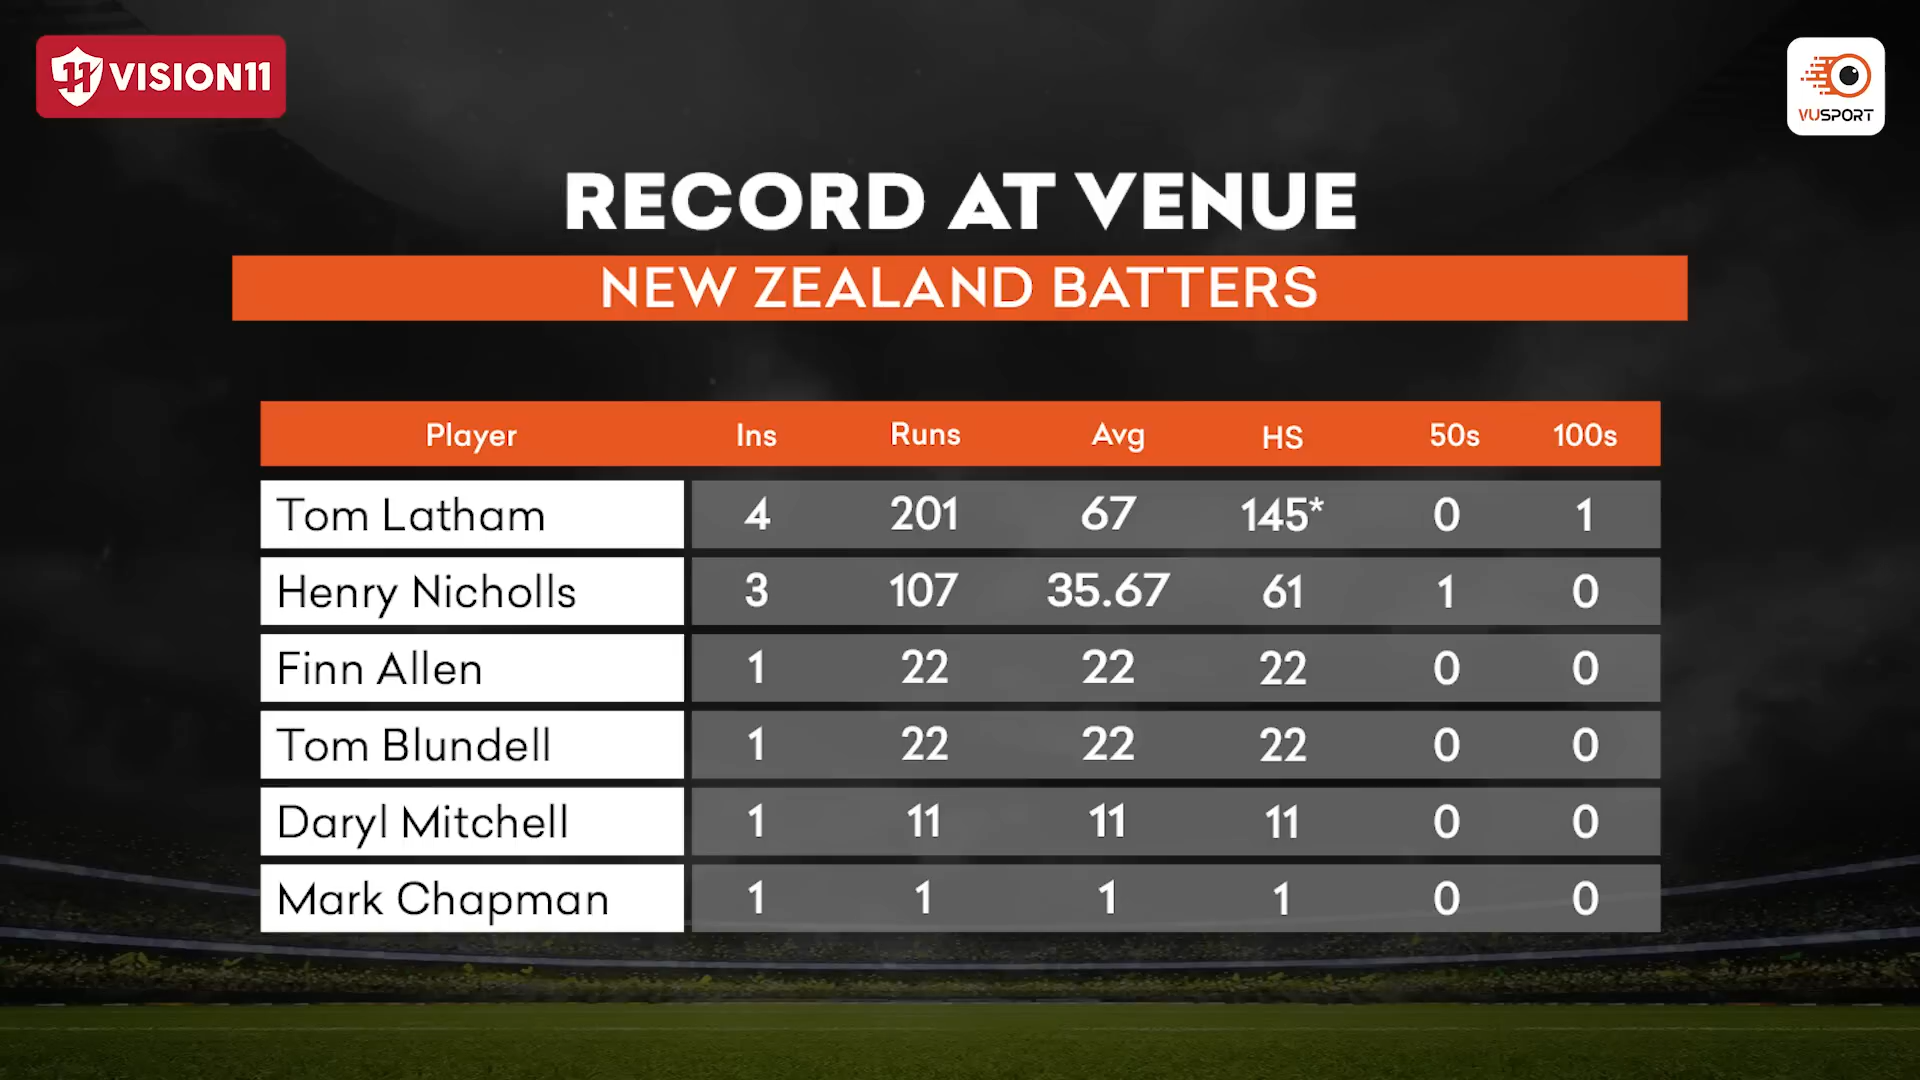 VISION11
VUSPORT
RECORD AT VENUE
NEW ZEALAND BATTERS
Player Ins Runs Avg HS 50s 100s
Tom Latham 4 201 67 145* 0 1
Henry Nicholls 3 107 35.67 61 1 0
Finn Allen 1 22 22 22 0 0
Tom Blundell 1 22 22 22 0 0
Daryl Mitchell 1 11 11 11 0 0
Mark Chapman 1 1 1 1 0 0